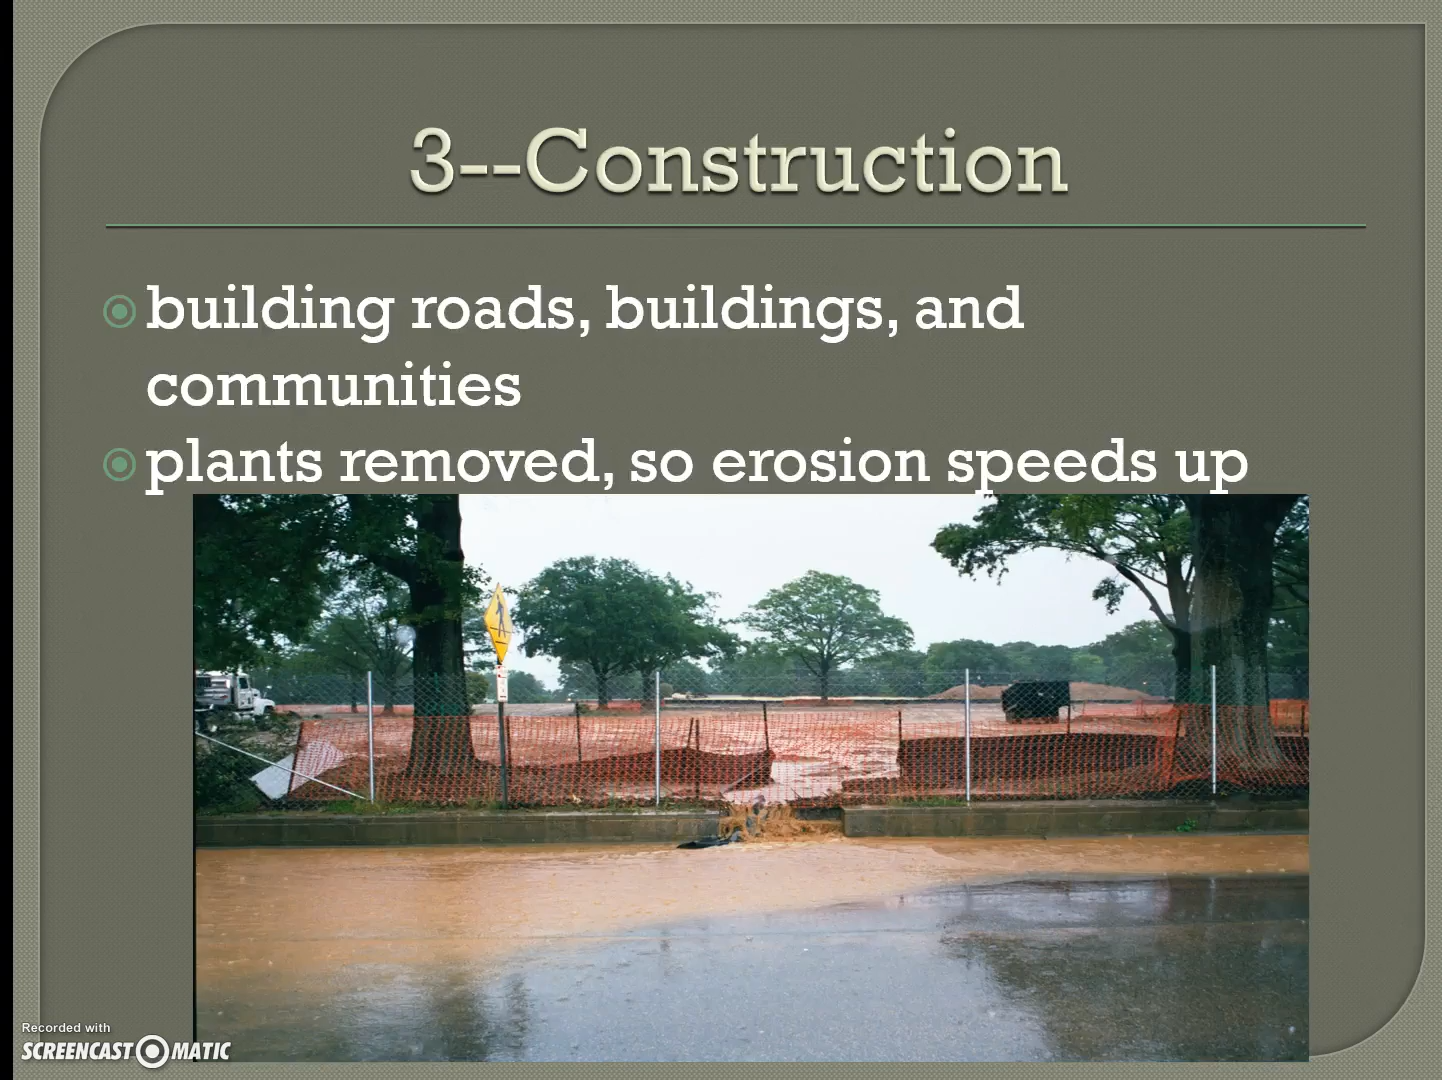 3--Construction
building roads, buildings, and
communities
plants removed, so erosion speeds up
Recorded with
SCREENCAST MATIC